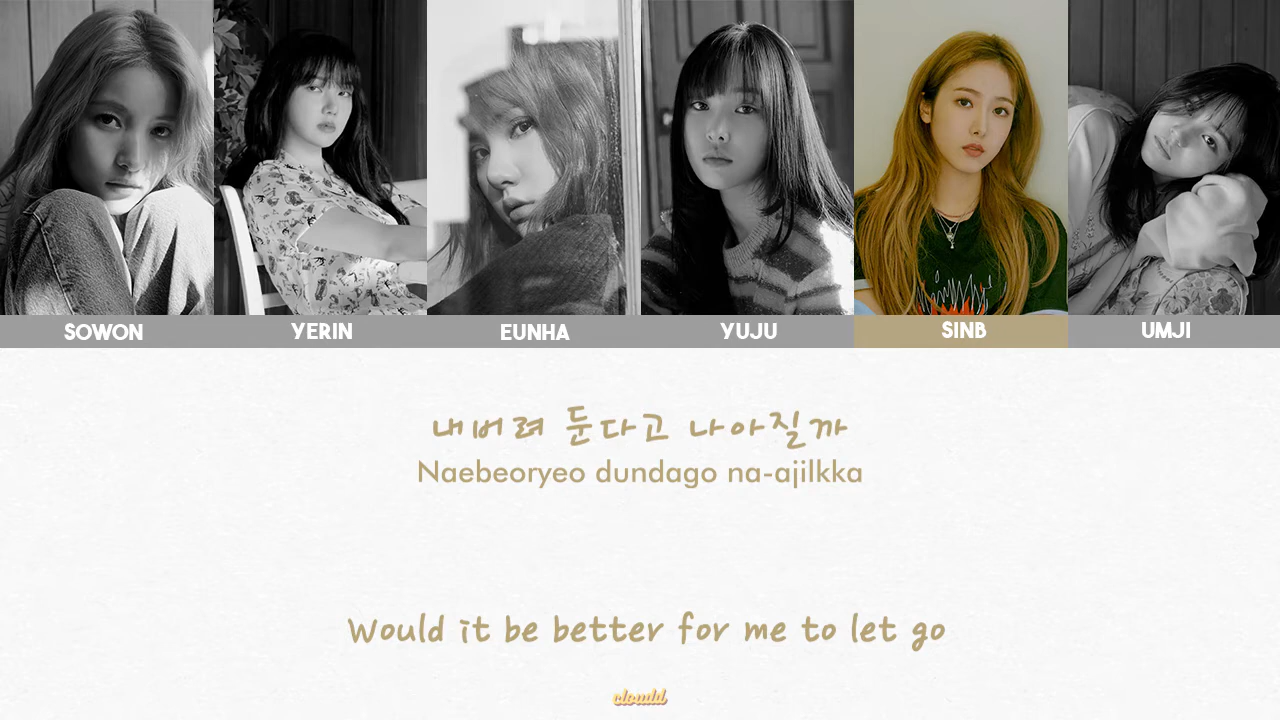 SOWON YERIN EUNHA YUJU SINB UMJI
내버려 둔다고 나아질까
Naebeoryeo dundago na-ajilkka
Would it be better for me to let go
cloudd